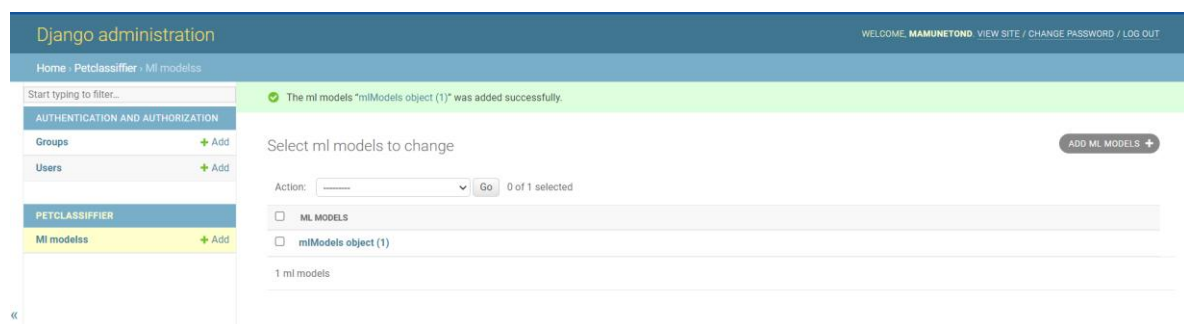 Django administration
WELCOME, MAMUNETOND. VIEW SITE / CHANGE PASSWORD / LOG OUT
Home › Petclassiffier › Ml modelss
Start typing to filter...
The ml models “mlModels object (1)” was added successfully.
AUTHENTICATION AND AUTHORIZATION
Groups + Add
Users + Add
Select ml models to change
ADD ML MODELS +
Action: --------- Go 0 of 1 selected
PETCLASSIFFIER
Ml modelss + Add
ML MODELS
mlModels object (1)
1 ml models
«